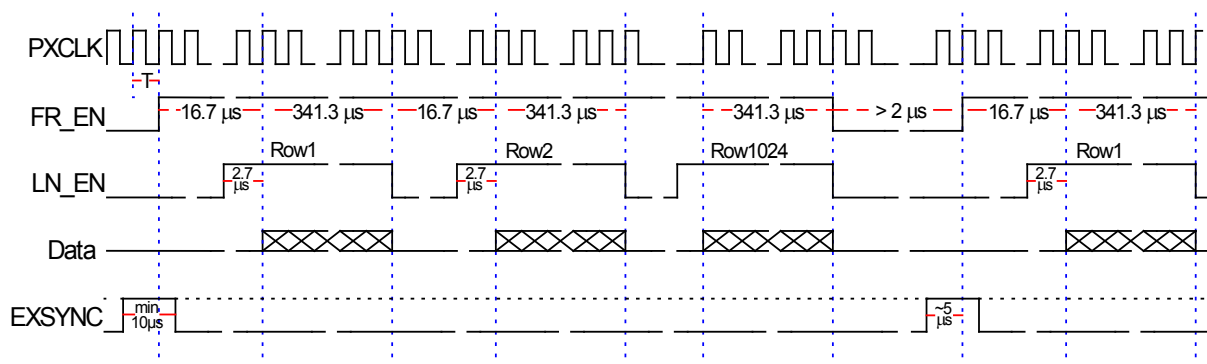 PXCLK
T
FR_EN
16.7 µs
341.3 µs
16.7 µs
341.3 µs
341.3 µs
> 2 µs
16.7 µs
341.3 µs
Row1
Row2
Row1024
Row1
LN_EN
2.7
µs
2.7
µs
2.7
µs
Data
EXSYNC
min
10µs
~5
µs